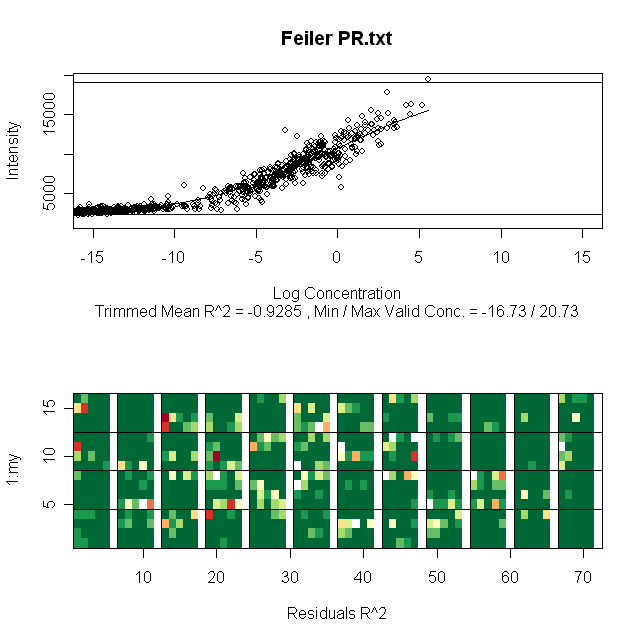 Feiler PR.txt
Intensity
15000
5000
-15 -10 -5 0 5 10 15
Log Concentration
Trimmed Mean R^2 = -0.9285 , Min / Max Valid Conc. = -16.73 / 20.73
1:my
15
10
5
10 20 30 40 50 60 70
Residuals R^2